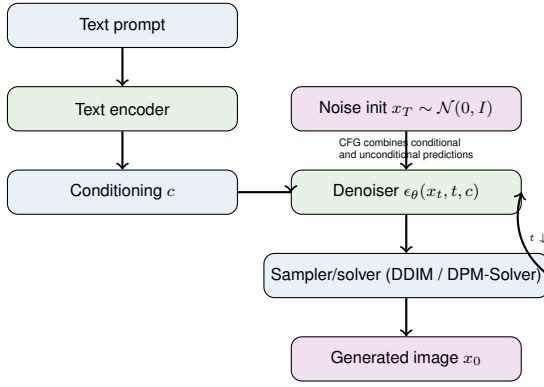 Text prompt
Text encoder
Noise init x_T ∼ 𝒩(0, I)
CFG combines conditional
and unconditional predictions
Conditioning c
Denoiser ϵ_θ(x_t, t, c)
t ↓
Sampler/solver (DDIM / DPM-Solver)
Generated image x_0